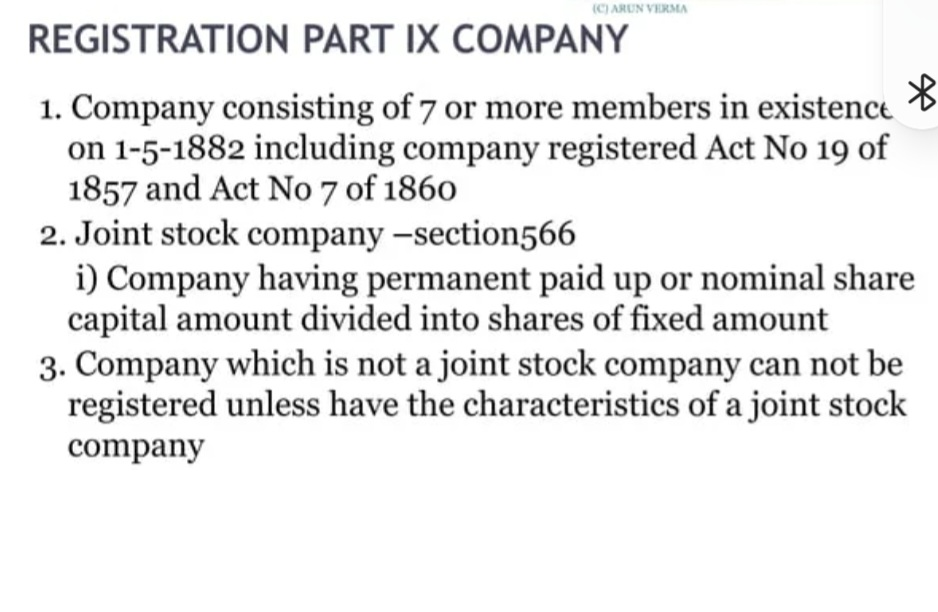 (C) ARUN VERMA
REGISTRATION PART IX COMPANY
1. Company consisting of 7 or more members in existence
on 1-5-1882 including company registered Act No 19 of
1857 and Act No 7 of 1860
2. Joint stock company –section566
i) Company having permanent paid up or nominal share
capital amount divided into shares of fixed amount
3. Company which is not a joint stock company can not be
registered unless have the characteristics of a joint stock
company